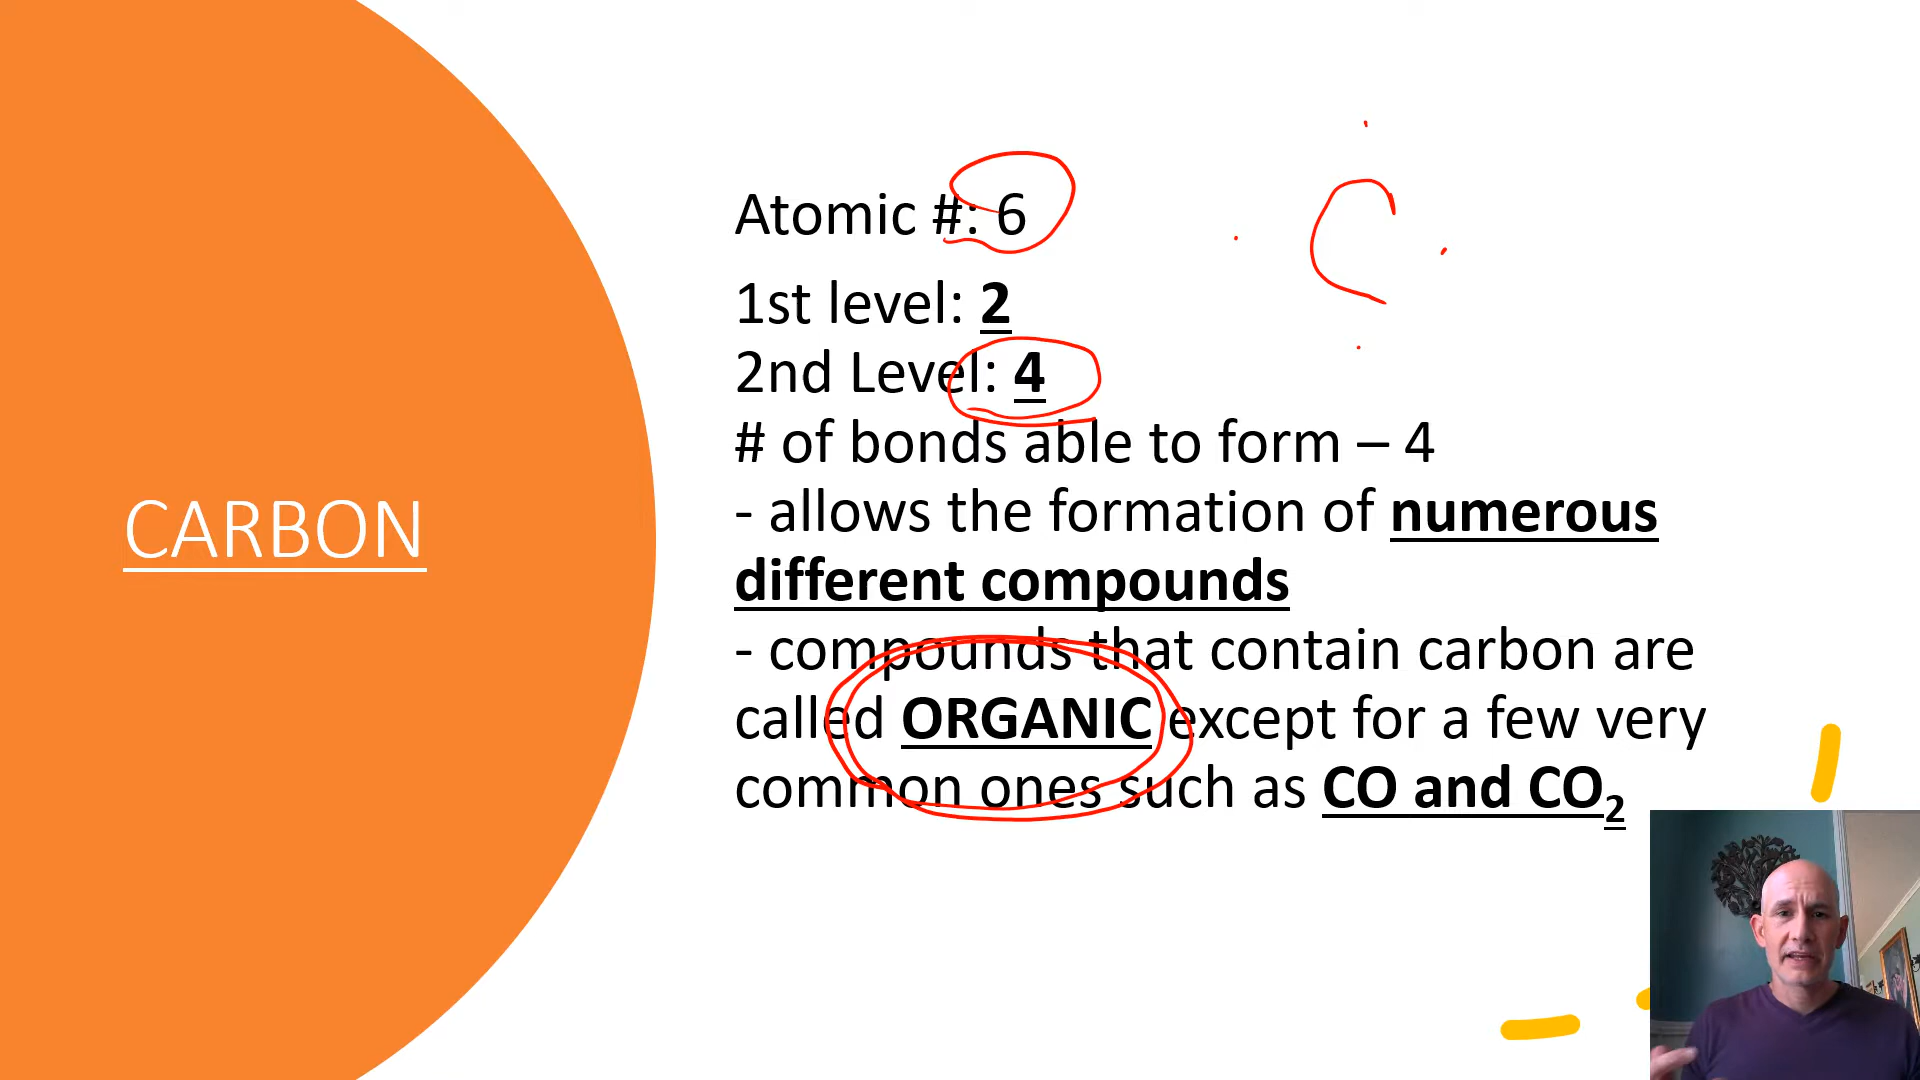 CARBON
Atomic #: 6
1st level: 2
2nd Level: 4
# of bonds able to form – 4
- allows the formation of numerous
different compounds
- compounds that contain carbon are
called ORGANIC except for a few very
common ones such as CO and CO₂
C